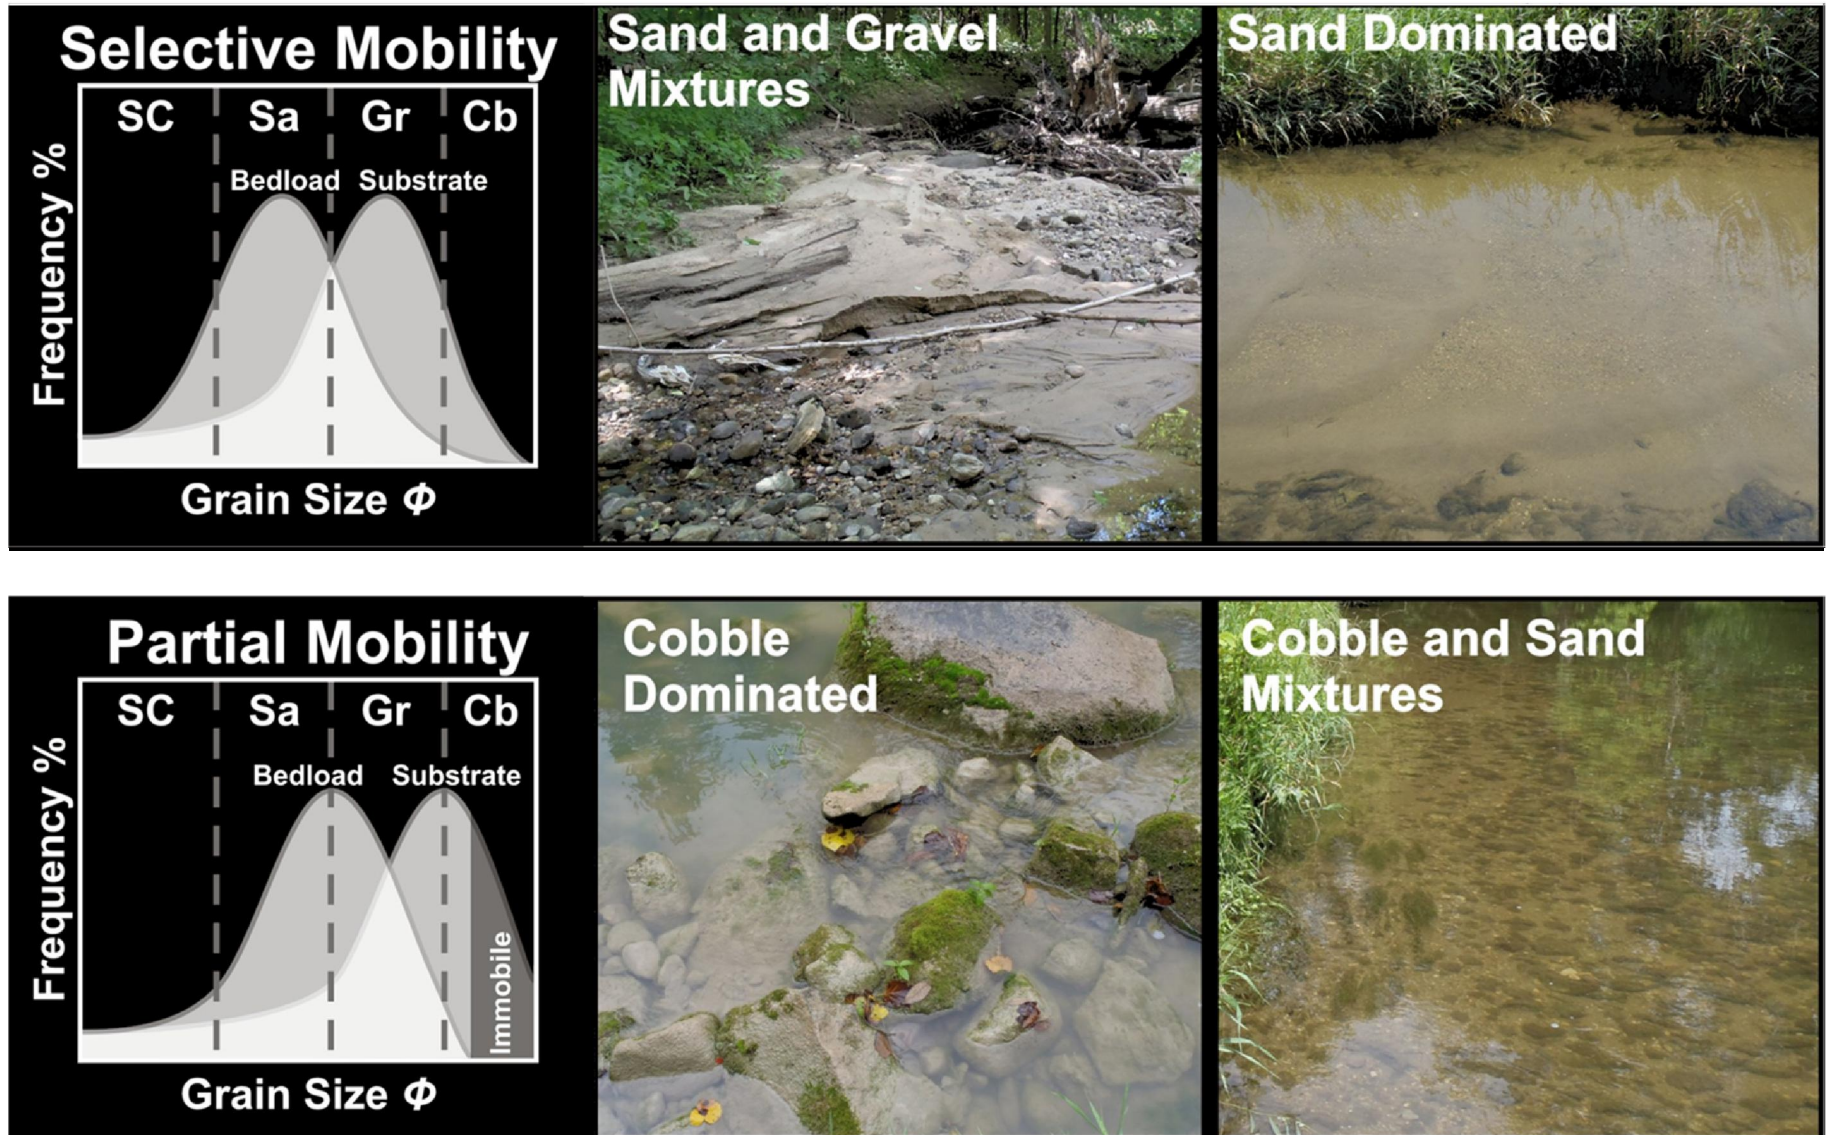 Selective Mobility
SC Sa Gr Cb
Bedload Substrate
Frequency %
Grain Size Φ
Sand and Gravel
Mixtures
Sand Dominated
Partial Mobility
SC Sa Gr Cb
Bedload Substrate
Immobile
Frequency %
Grain Size Φ
Cobble
Dominated
Cobble and Sand
Mixtures